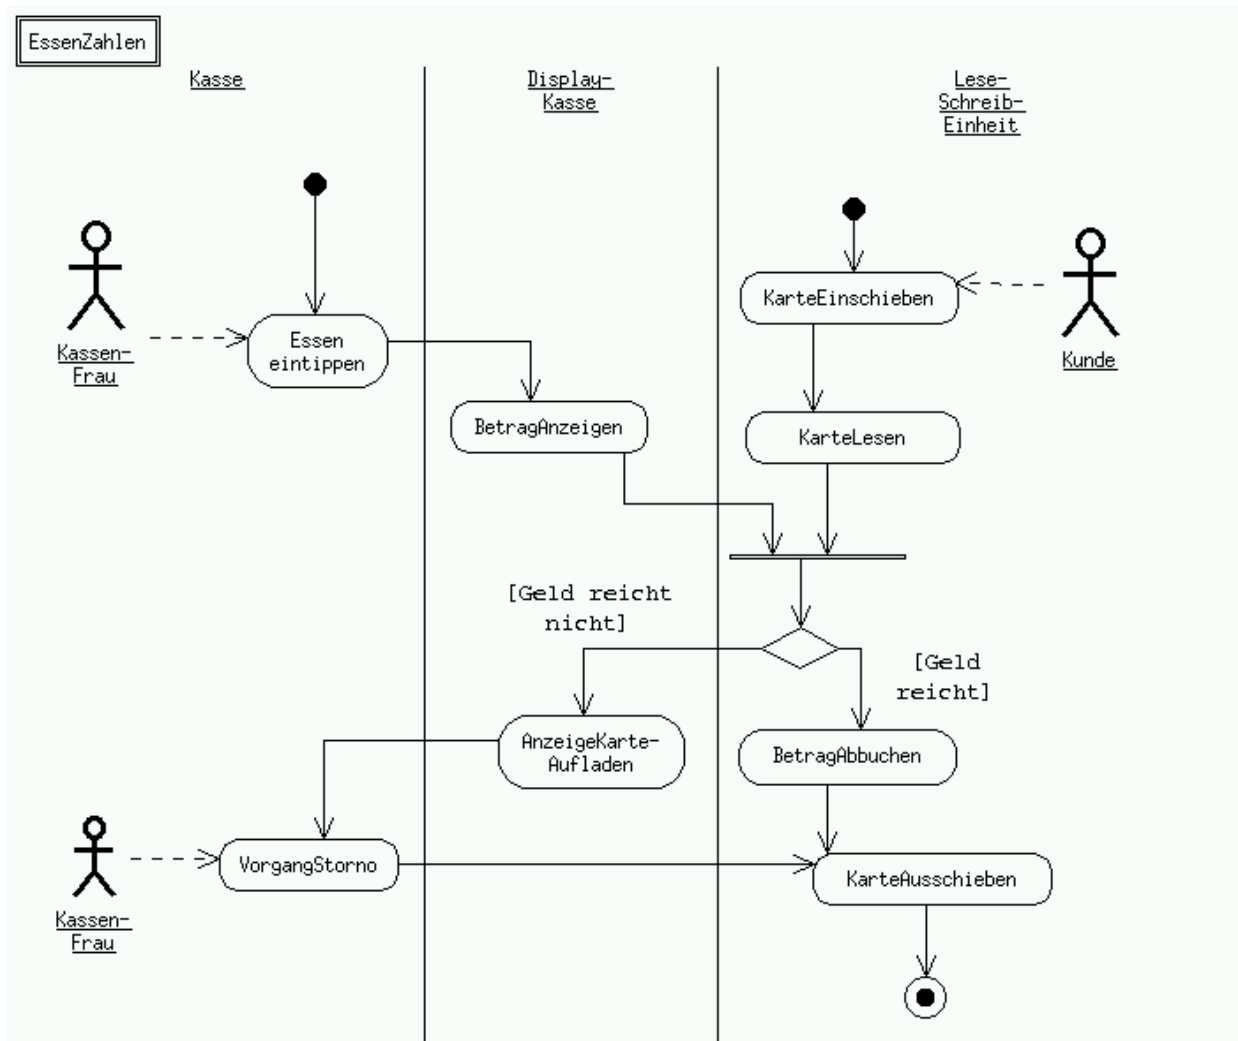 EssenZahlen
Kasse
Display-
Kasse
Lese-
Schreib-
Einheit
Kassen-
Frau
Essen
eintippen
KarteEinschieben
Kunde
BetragAnzeigen
KarteLesen
[Geld reicht
nicht]
[Geld
reicht]
AnzeigeKarte-
Aufladen
BetragAbbuchen
Kassen-
Frau
VorgangStorno
KarteAusschieben